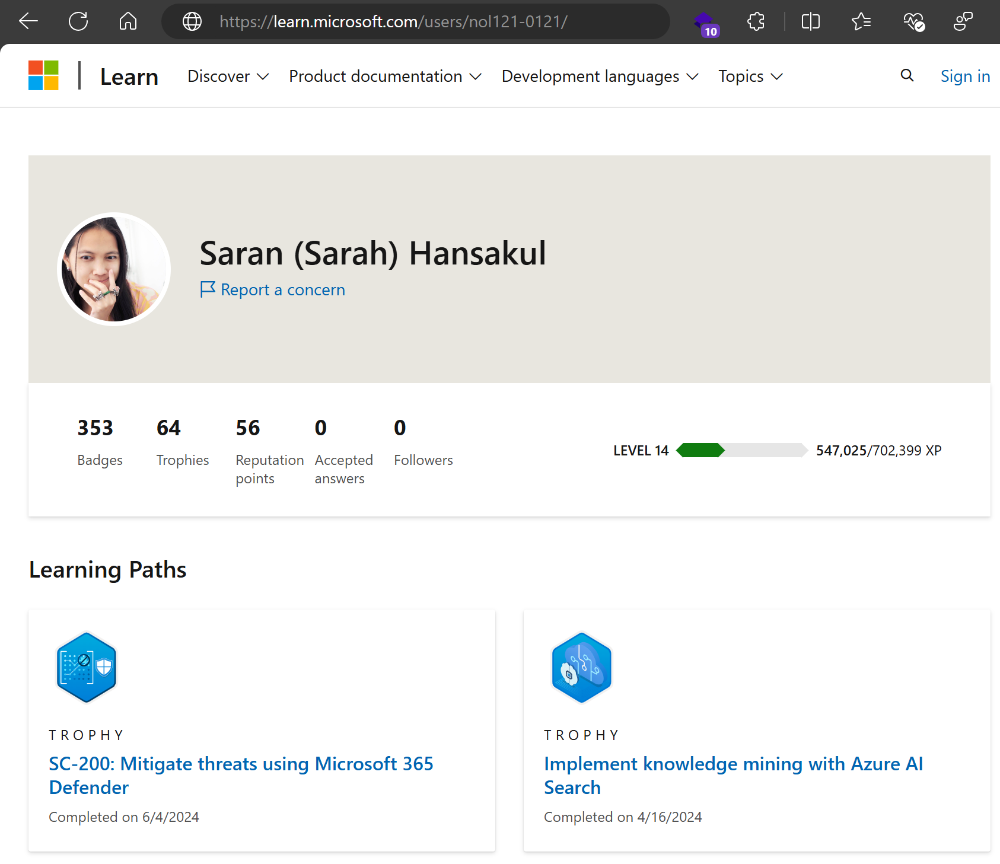 https://learn.microsoft.com/users/nol121-0121/
10
Learn Discover Product documentation Development languages Topics Sign in
Saran (Sarah) Hansakul
Report a concern
353 64 56 0 0
Badges Trophies Reputation points Accepted answers Followers
LEVEL 14 547,025/702,399 XP
Learning Paths
TROPHY
SC-200: Mitigate threats using Microsoft 365
Defender
Completed on 6/4/2024
TROPHY
Implement knowledge mining with Azure AI
Search
Completed on 4/16/2024